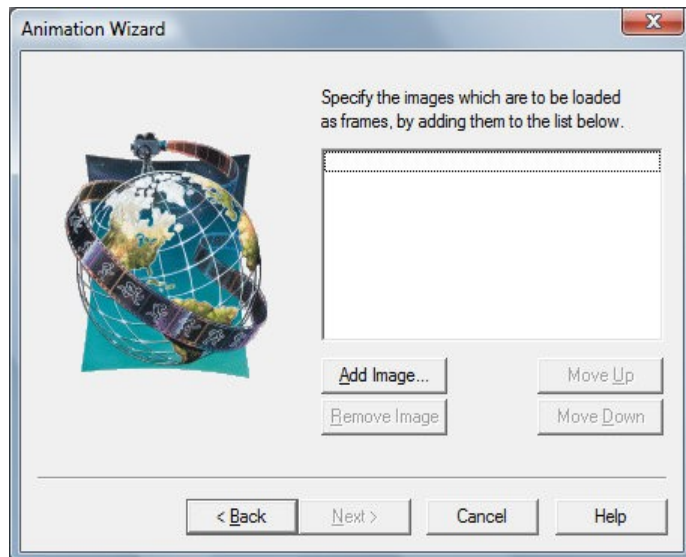 Animation Wizard
Specify the images which are to be loaded
as frames, by adding them to the list below.
Add Image...
Move Up
Remove Image
Move Down
< Back
Next >
Cancel
Help